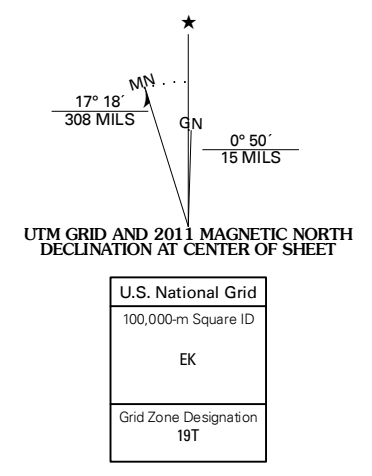 ★
MN
17° 18´
308 MILS
GN
0° 50´
15 MILS
UTM GRID AND 2011 MAGNETIC NORTH
DECLINATION AT CENTER OF SHEET
U.S. National Grid
100,000-m Square ID
EK
Grid Zone Designation
19T